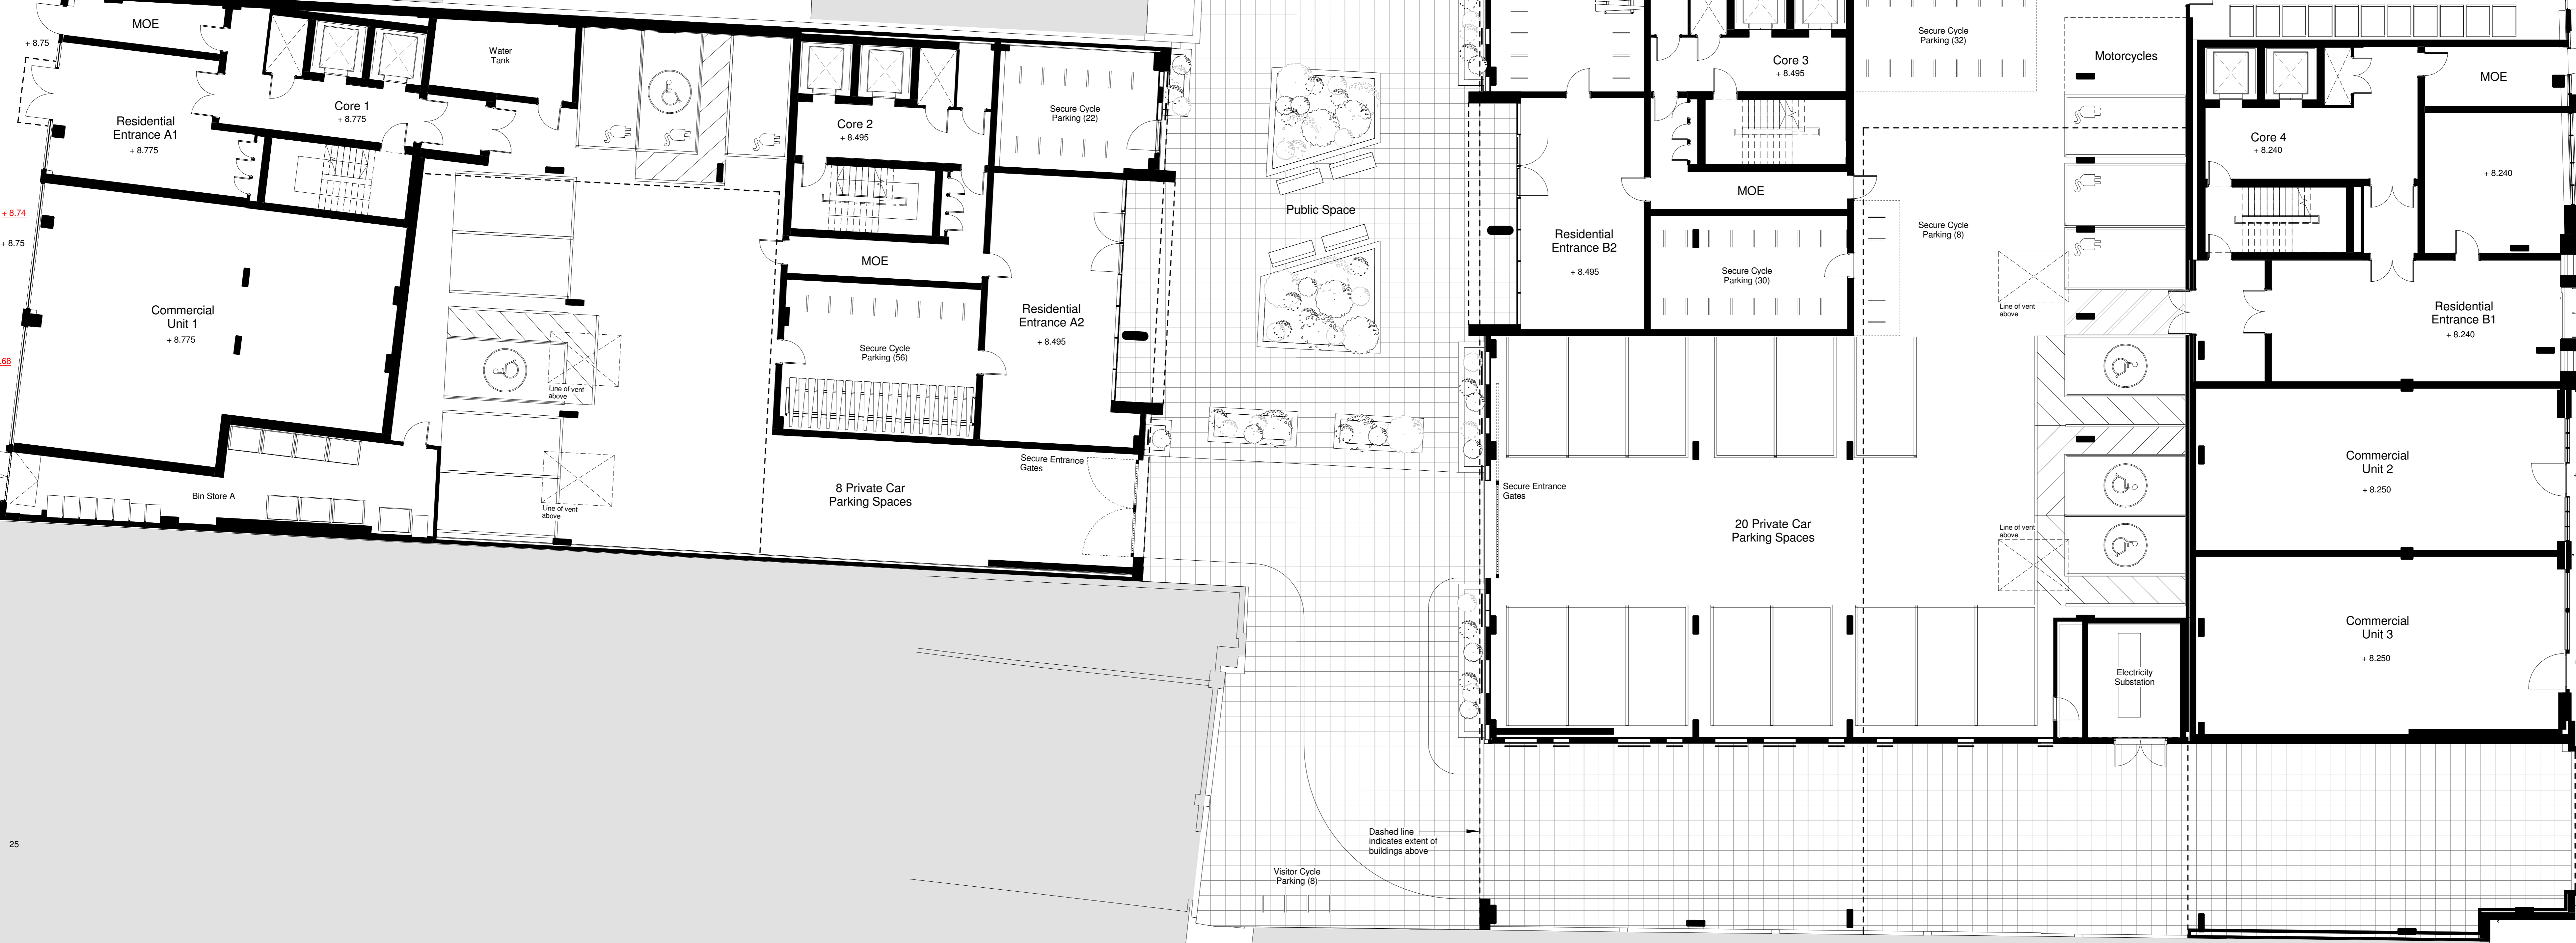 MOE
+ 8.75
Residential
Entrance A1
+ 8.775
Core 1
+ 8.775
Water
Tank
+ 8.74
+ 8.75
.68
Commercial
Unit 1
+ 8.775
Bin Store A
Line of vent
above
Line of vent
above
Core 2
+ 8.495
MOE
Secure Cycle
Parking (22)
Secure Cycle
Parking (56)
Residential
Entrance A2
+ 8.495
8 Private Car
Parking Spaces
Secure Entrance
Gates
Public Space
Residential
Entrance B2
+ 8.495
Core 3
+ 8.495
MOE
Secure Cycle
Parking (30)
Secure Cycle
Parking (32)
Secure Cycle
Parking (8)
Motorcycles
Line of vent
above
Secure Entrance
Gates
20 Private Car
Parking Spaces
Line of vent
above
Electricity
Substation
Core 4
+ 8.240
MOE
+ 8.240
Residential
Entrance B1
+ 8.240
Commercial
Unit 2
+ 8.250
Commercial
Unit 3
+ 8.250
Dashed line
indicates extent of
buildings above
Visitor Cycle
Parking (8)
25